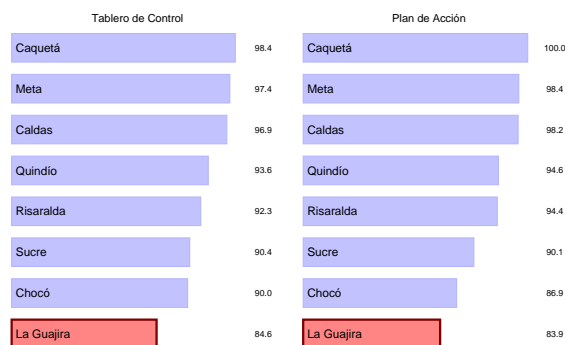 Tablero de Control
Caquetá 98.4
Meta 97.4
Caldas 96.9
Quindío 93.6
Risaralda 92.3
Sucre 90.4
Chocó 90.0
La Guajira 84.6
Plan de Acción
Caquetá 100.0
Meta 98.4
Caldas 98.2
Quindío 94.6
Risaralda 94.4
Sucre 90.1
Chocó 86.9
La Guajira 83.9